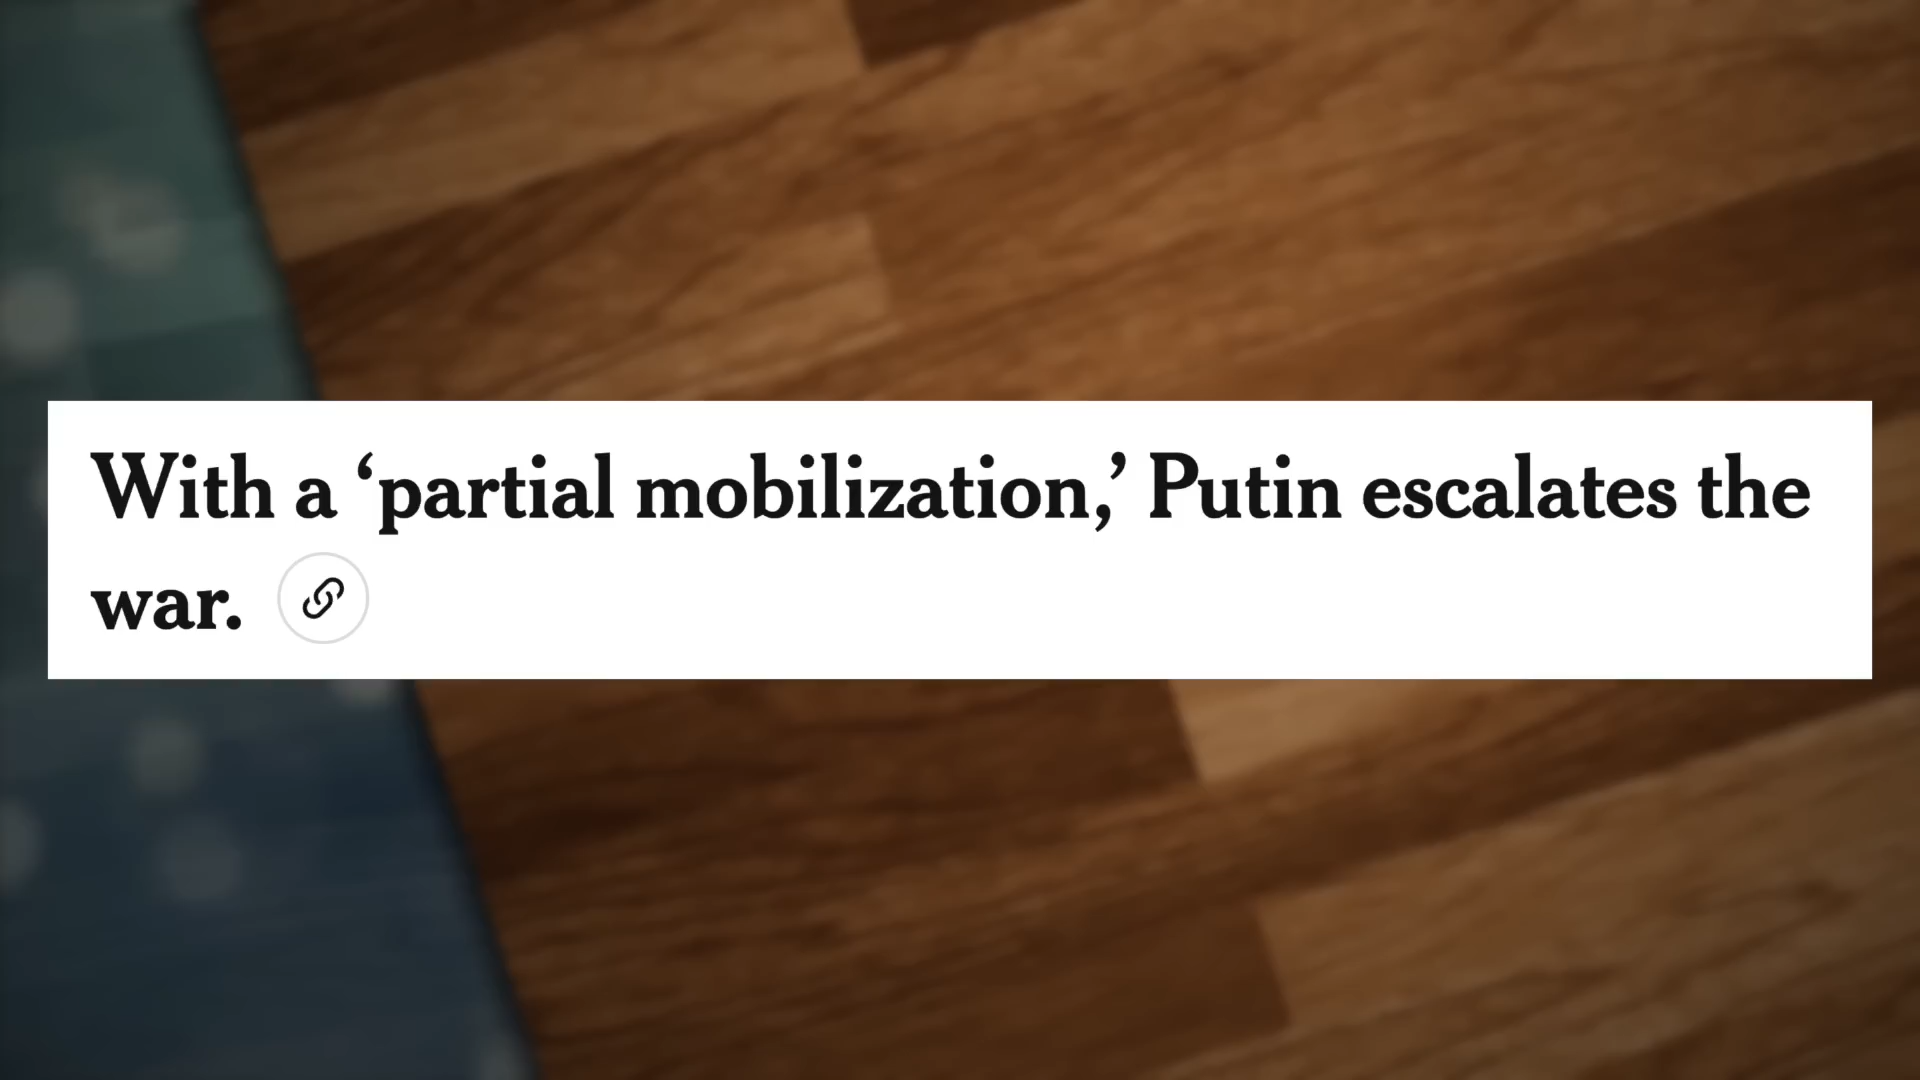 With a ‘partial mobilization,’ Putin escalates the
war.